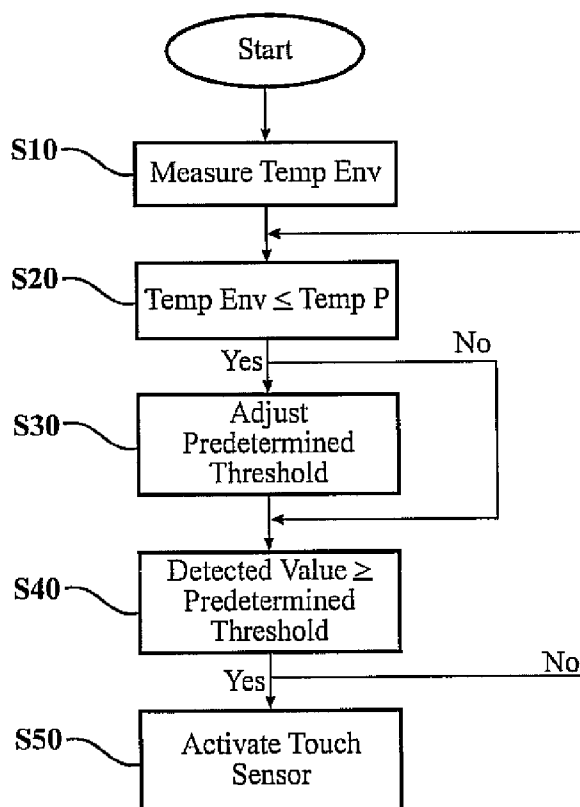 Start
S10
Measure Temp Env
S20
Temp Env ≤ Temp P
Yes
No
S30
Adjust
Predetermined
Threshold
S40
Detected Value ≥
Predetermined
Threshold
Yes
No
S50
Activate Touch
Sensor